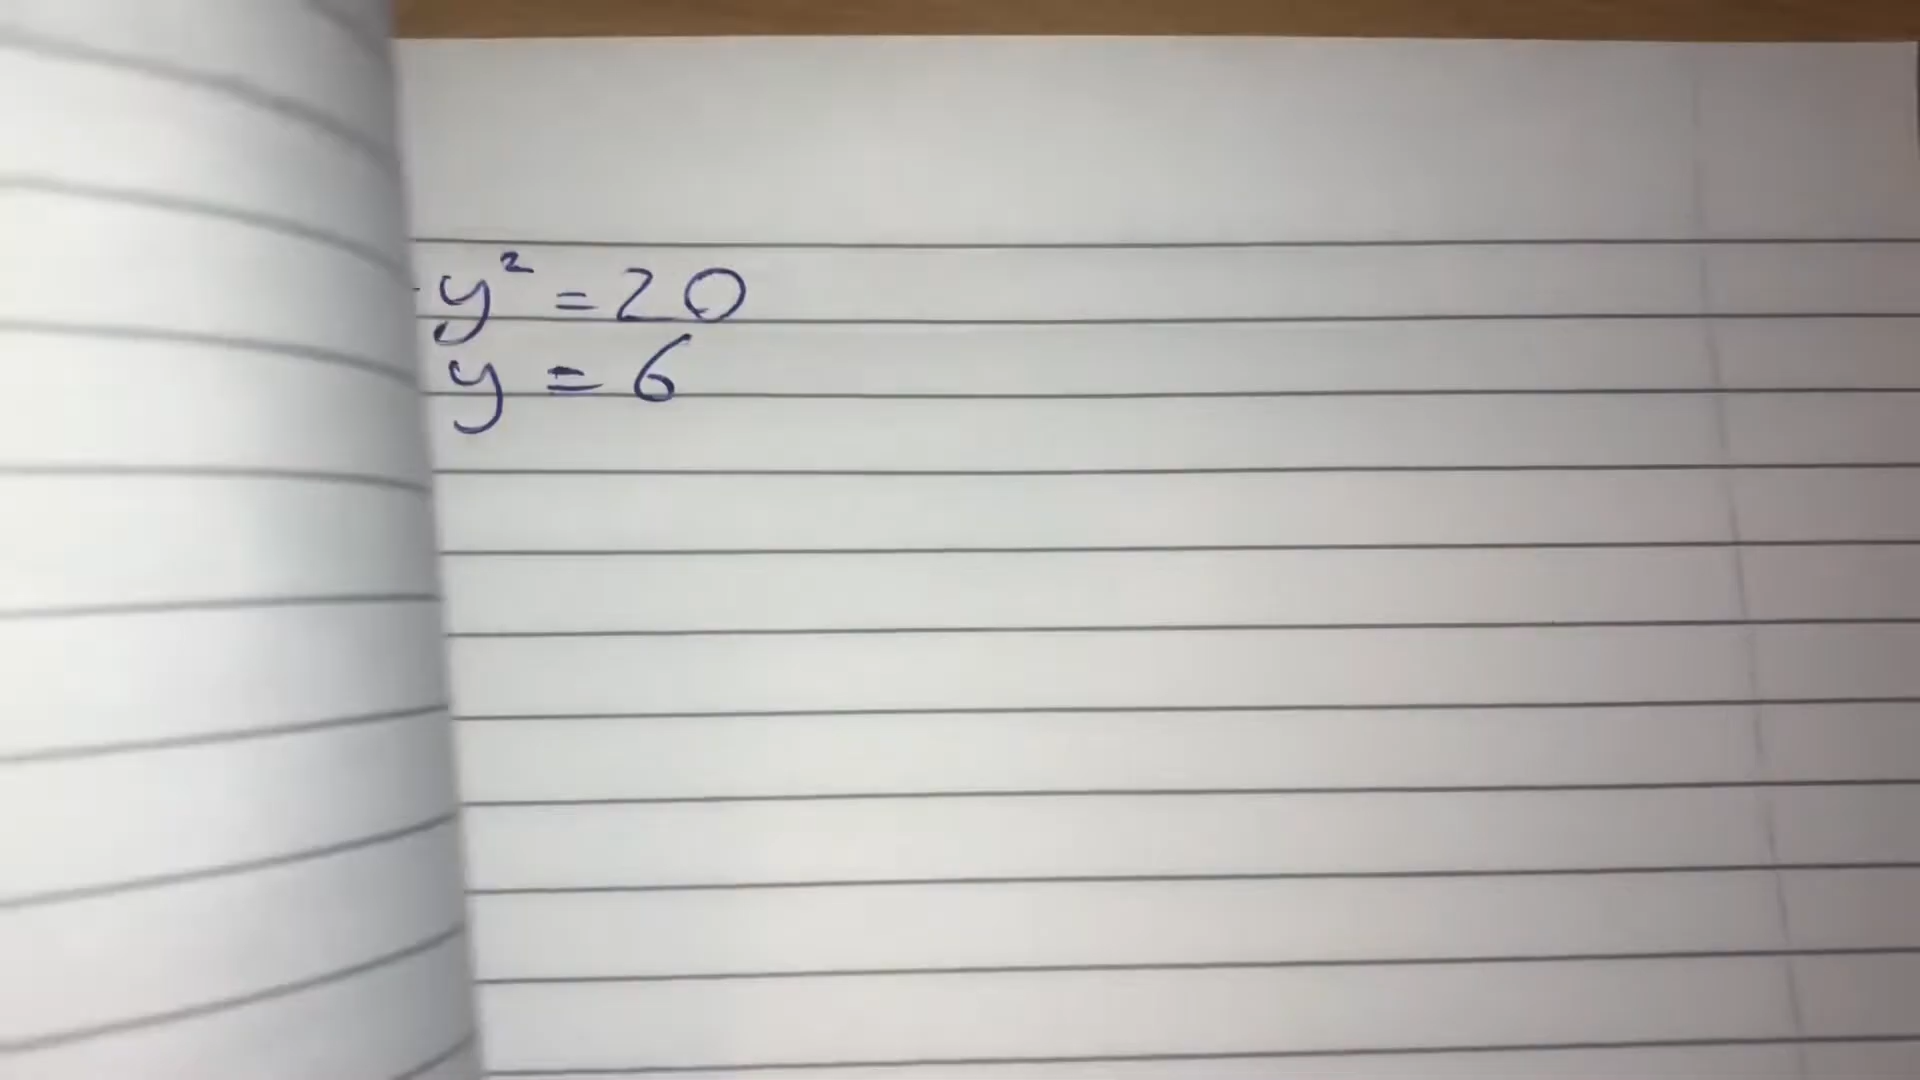 y² = 20
y = 6